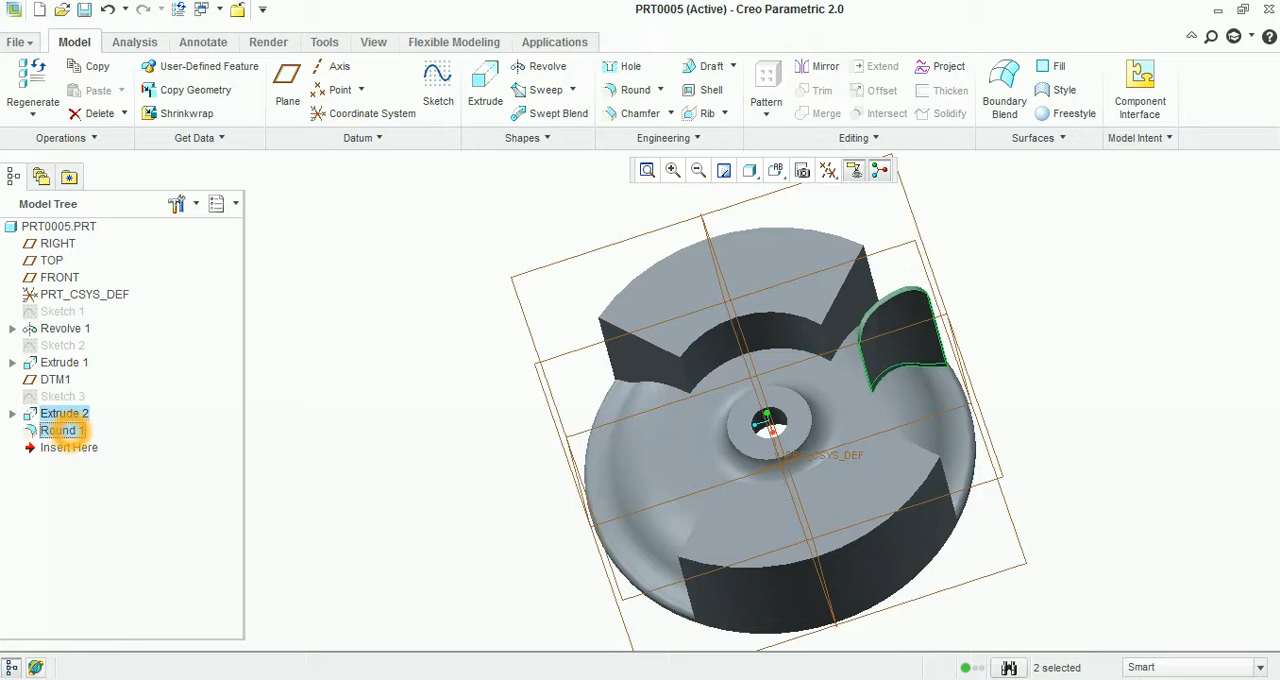 PRT0005 (Active) - Creo Parametric 2.0
File Model Analysis Annotate Render Tools View Flexible Modeling Applications
Regenerate
Copy
Paste
Delete
Operations
User-Defined Feature
Copy Geometry
Shrinkwrap
Get Data
Plane
Axis
Point
Coordinate System
Datum
Sketch
Extrude
Revolve
Sweep
Swept Blend
Shapes
Hole
Round
Chamfer
Draft
Shell
Rib
Engineering
Pattern
Mirror
Trim
Merge
Extend
Offset
Intersect
Project
Thicken
Solidify
Editing
Boundary
Blend
Fill
Style
Freestyle
Surfaces
Component
Interface
Model Intent
Model Tree
PRT0005.PRT
RIGHT
TOP
FRONT
PRT_CSYS_DEF
Sketch 1
Revolve 1
Sketch 2
Extrude 1
DTM1
Sketch 3
Extrude 2
Round 1
Insert Here
PRT_CSYS_DEF
2 selected
Smart